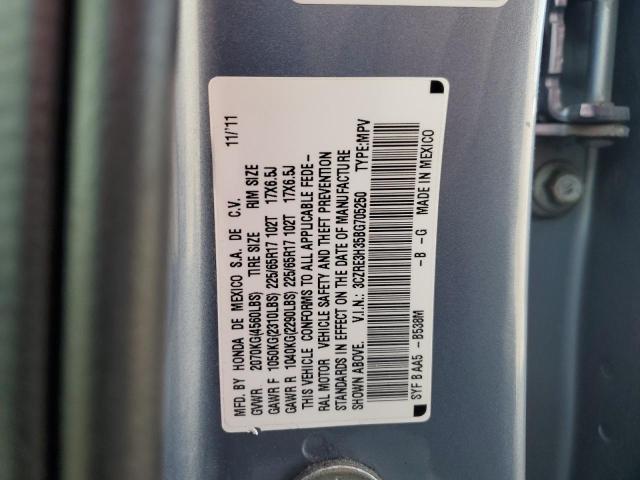 MFD. BY HONDA DE MEXICO S.A. DE C.V. 11/'11
GVWR 2070KG(4560LBS) TIRE SIZE RIM SIZE
GAWR F 1050KG(2310LBS) 225/65R17 102T 17X6.5J
GAWR R 1040KG(2290LBS) 225/65R17 102T 17X6.5J
THIS VEHICLE CONFORMS TO ALL APPLICABLE FEDE-
RAL MOTOR VEHICLE SAFETY AND THEFT PREVENTION
STANDARDS IN EFFECT ON THE DATE OF MANUFACTURE
SHOWN ABOVE. V.I.N.: 3CZRE3H35BG705250 TYPE:MPV
SYF B AA5 -B538M -B -G MADE IN MEXICO